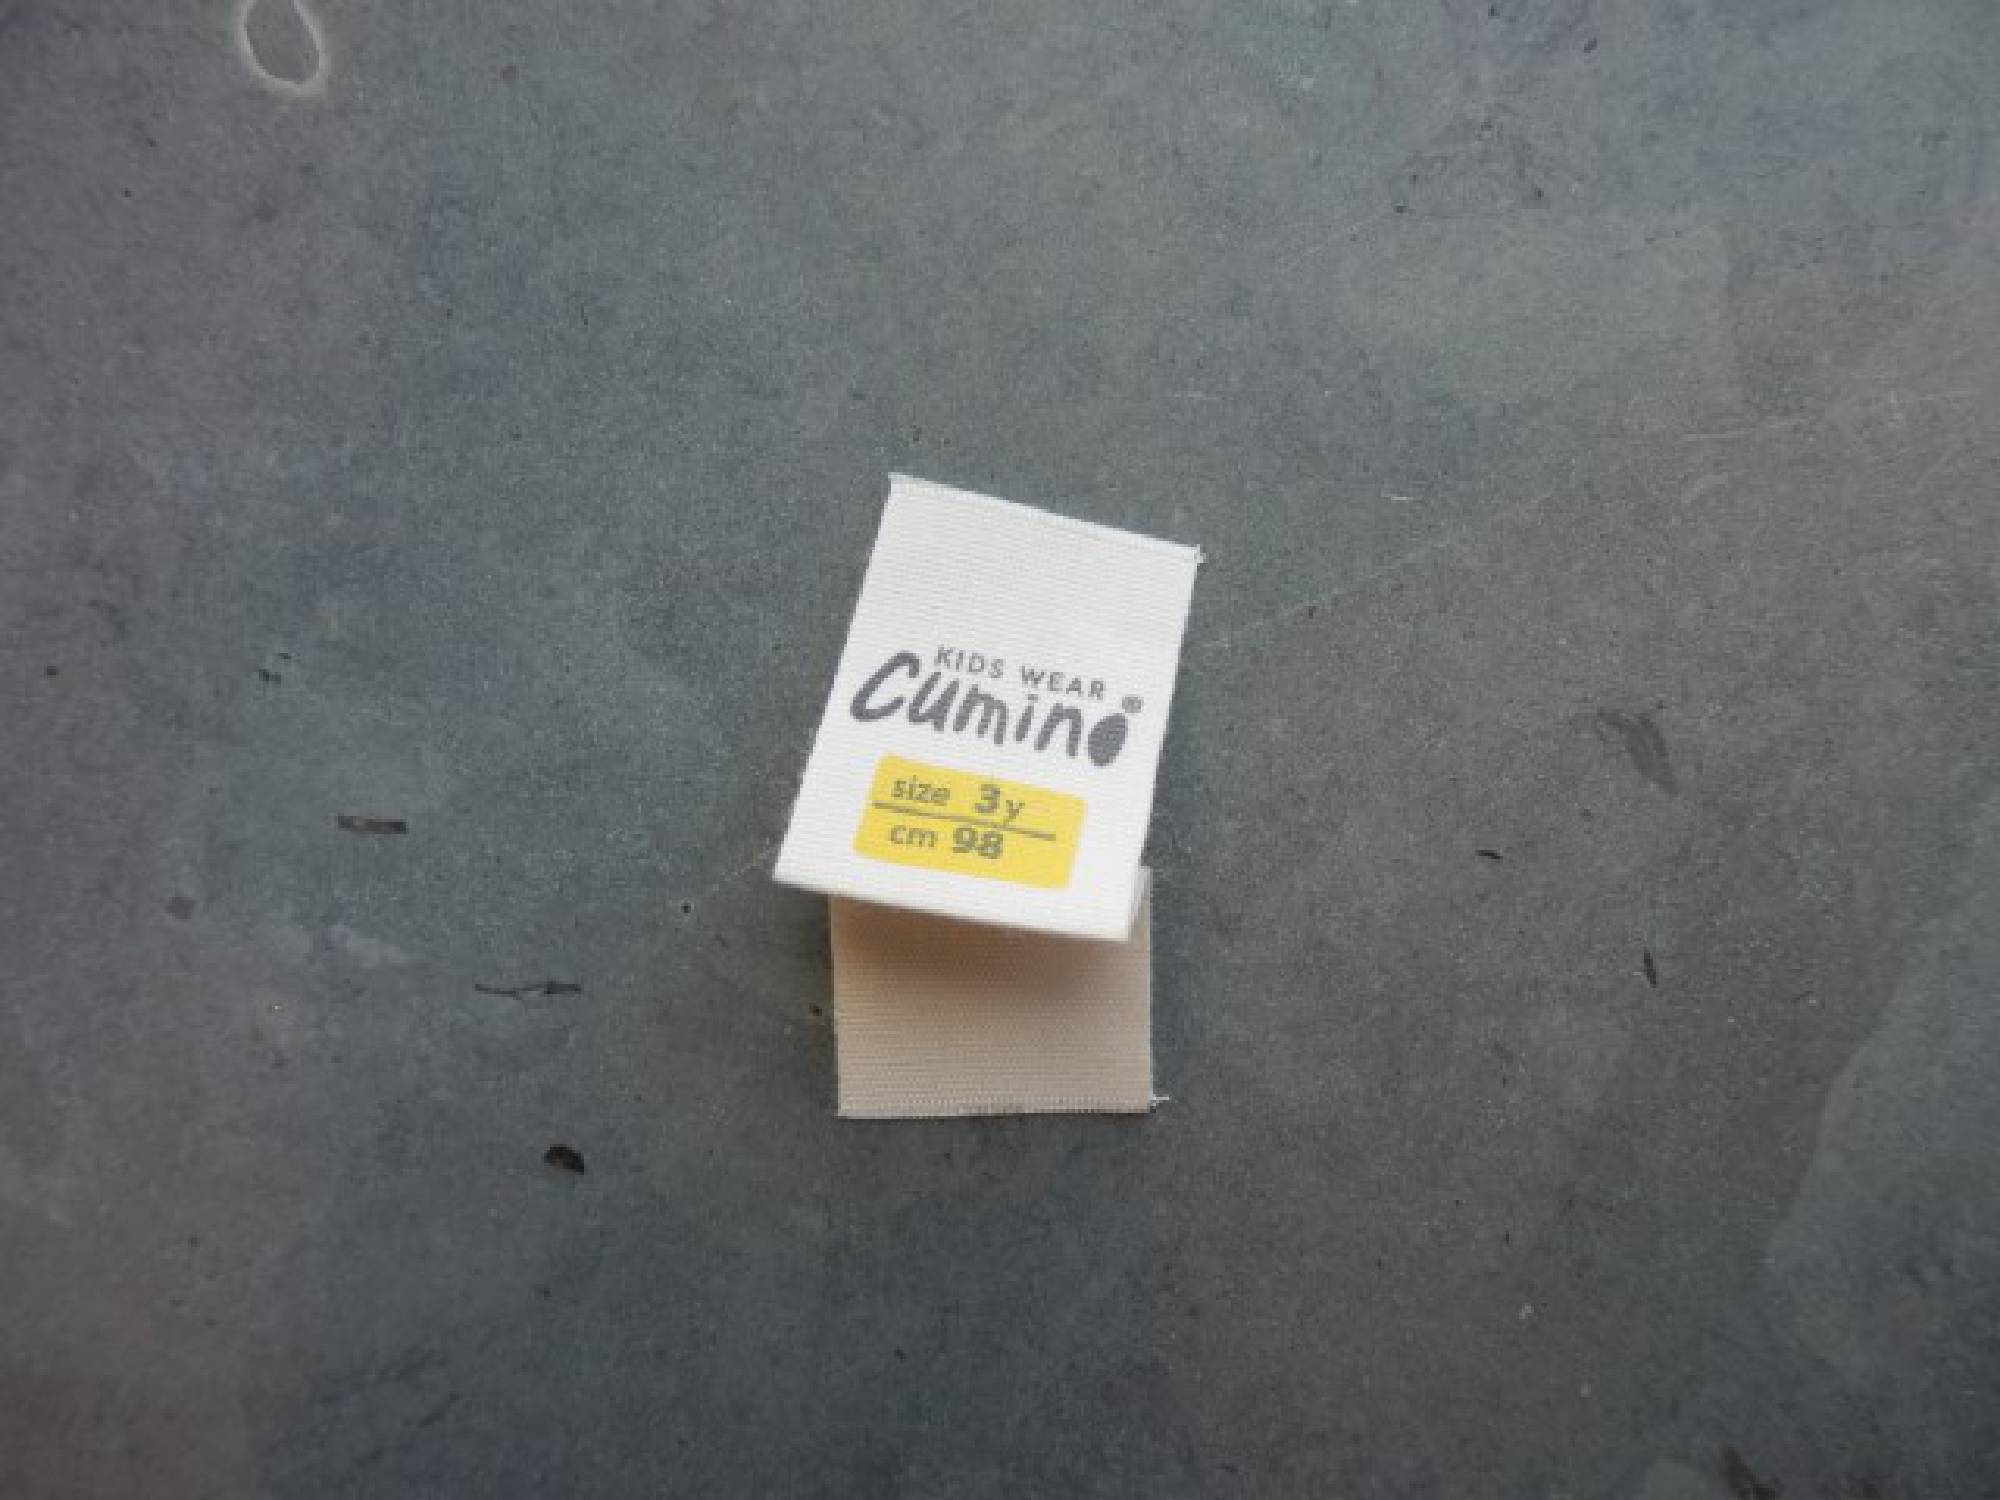 KIDS WEAR
Cumino®
size 3y
cm 98